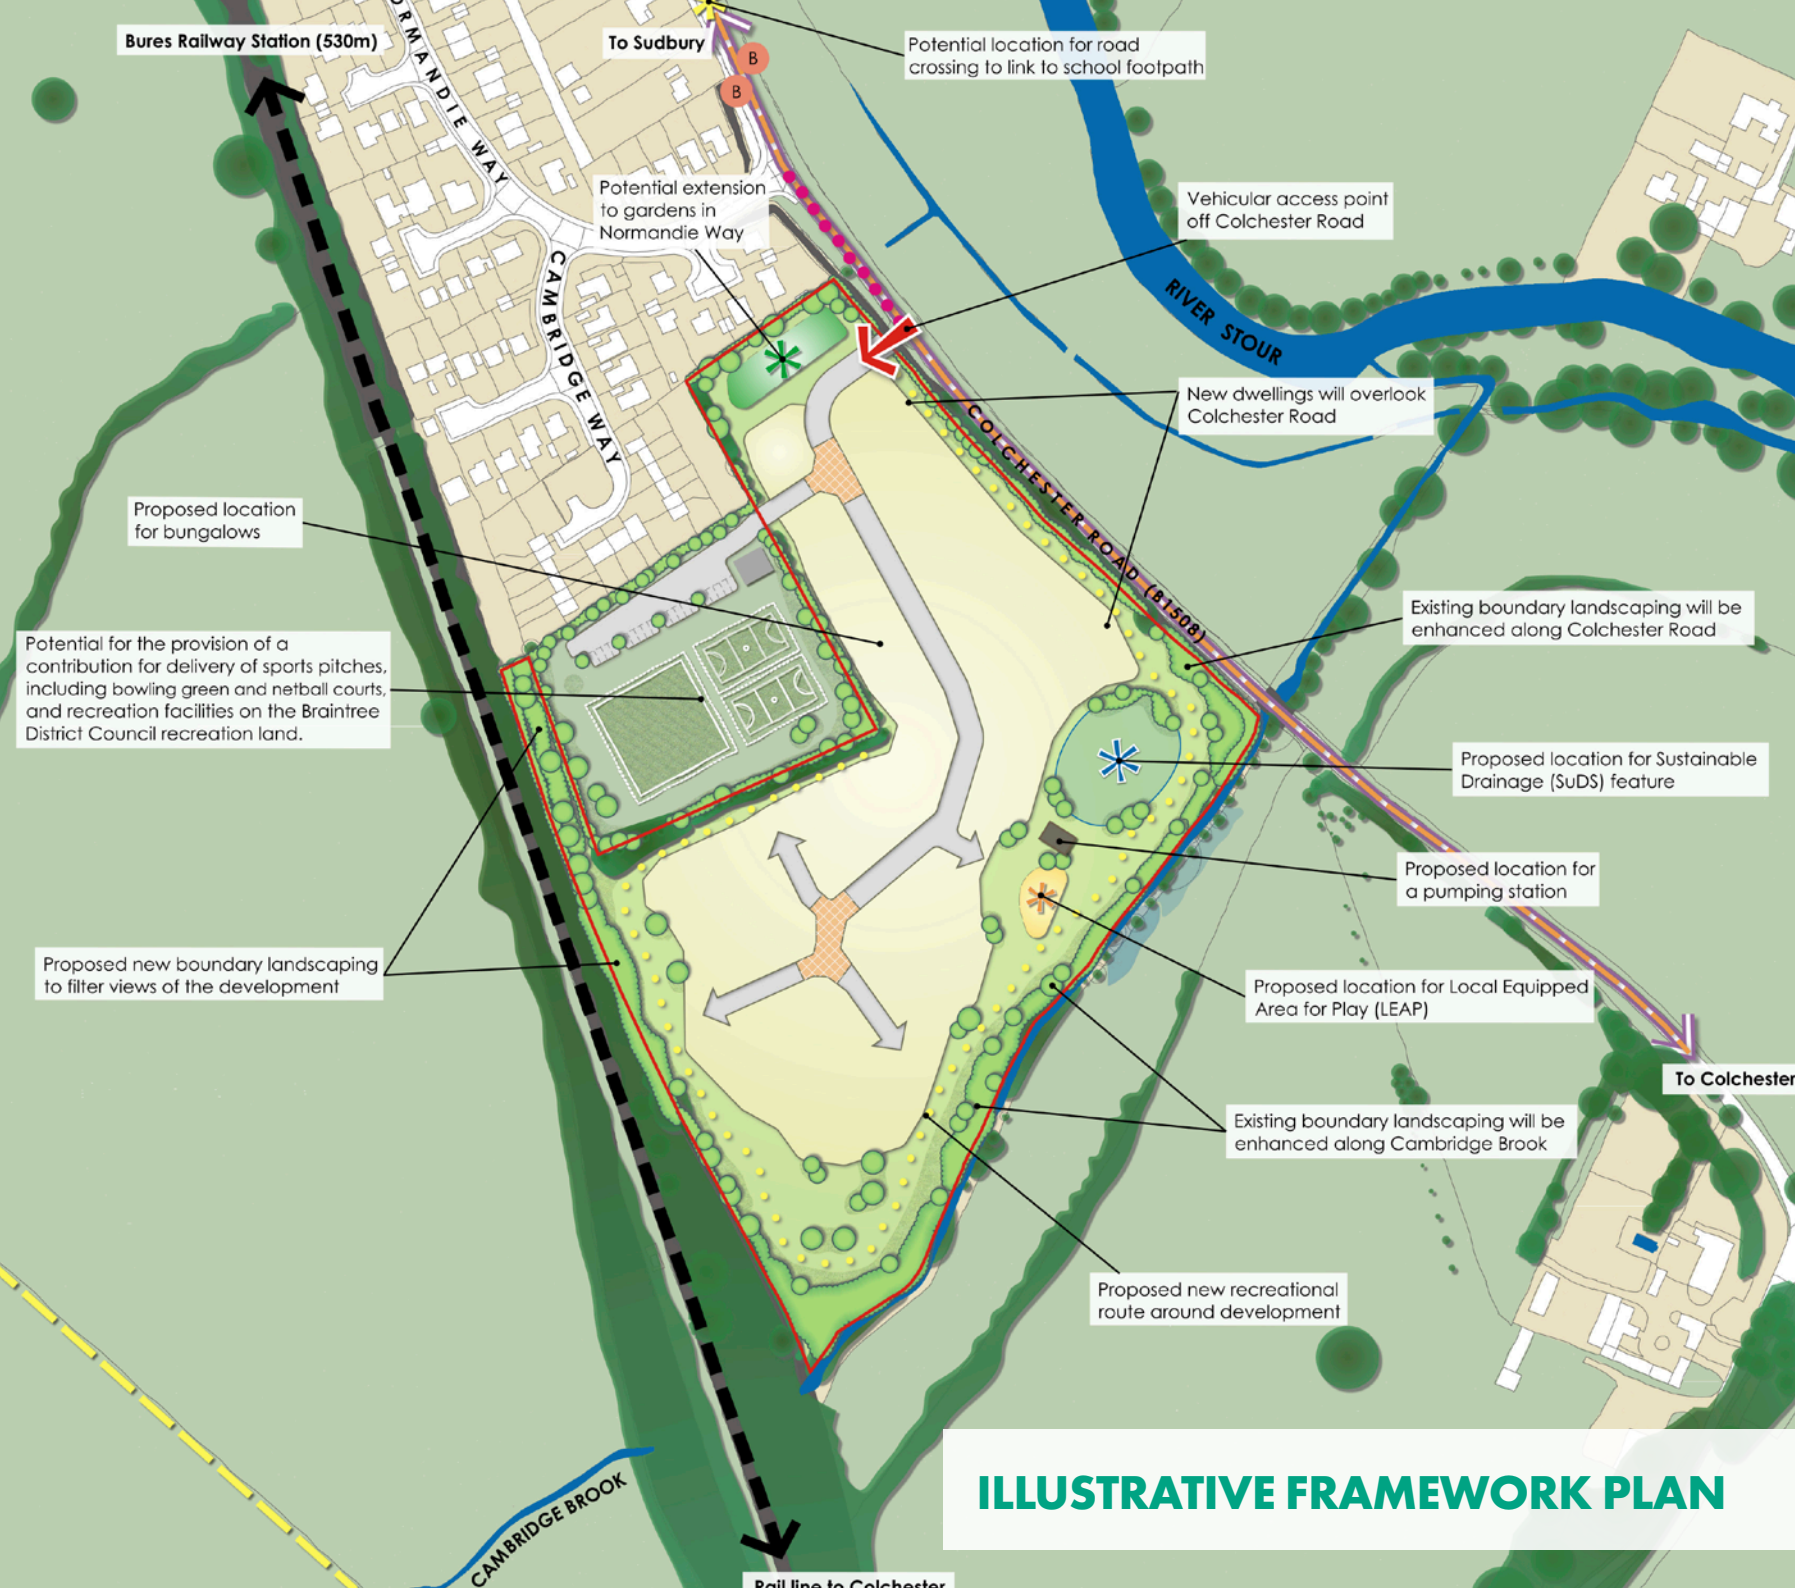 Bures Railway Station (530m)
To Sudbury
B
B
Potential location for road
crossing to link to school footpath
ORMANDIE WAY
Potential extension
to gardens in
Normandie Way
Vehicular access point
off Colchester Road
CAMBRIDGE WAY
RIVER STOUR
New dwellings will overlook
Colchester Road
COLCHESTER ROAD (B1508)
Proposed location
for bungalows
Existing boundary landscaping will be
enhanced along Colchester Road
Potential for the provision of a
contribution for delivery of sports pitches,
including bowling green and netball courts,
and recreation facilities on the Braintree
District Council recreation land.
Proposed location for Sustainable
Drainage (SuDS) feature
Proposed location for
a pumping station
Proposed new boundary landscaping
to filter views of the development
Proposed location for Local Equipped
Area for Play (LEAP)
To Colchester
Existing boundary landscaping will be
enhanced along Cambridge Brook
Proposed new recreational
route around development
ILLUSTRATIVE FRAMEWORK PLAN
CAMBRIDGE BROOK
Rail line to Colchester